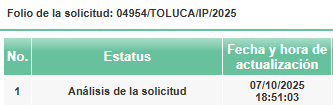 Folio de la solicitud: 04954/TOLUCA/IP/2025
No. Estatus Fecha y hora de actualización
1 Análisis de la solicitud 07/10/2025 18:51:03